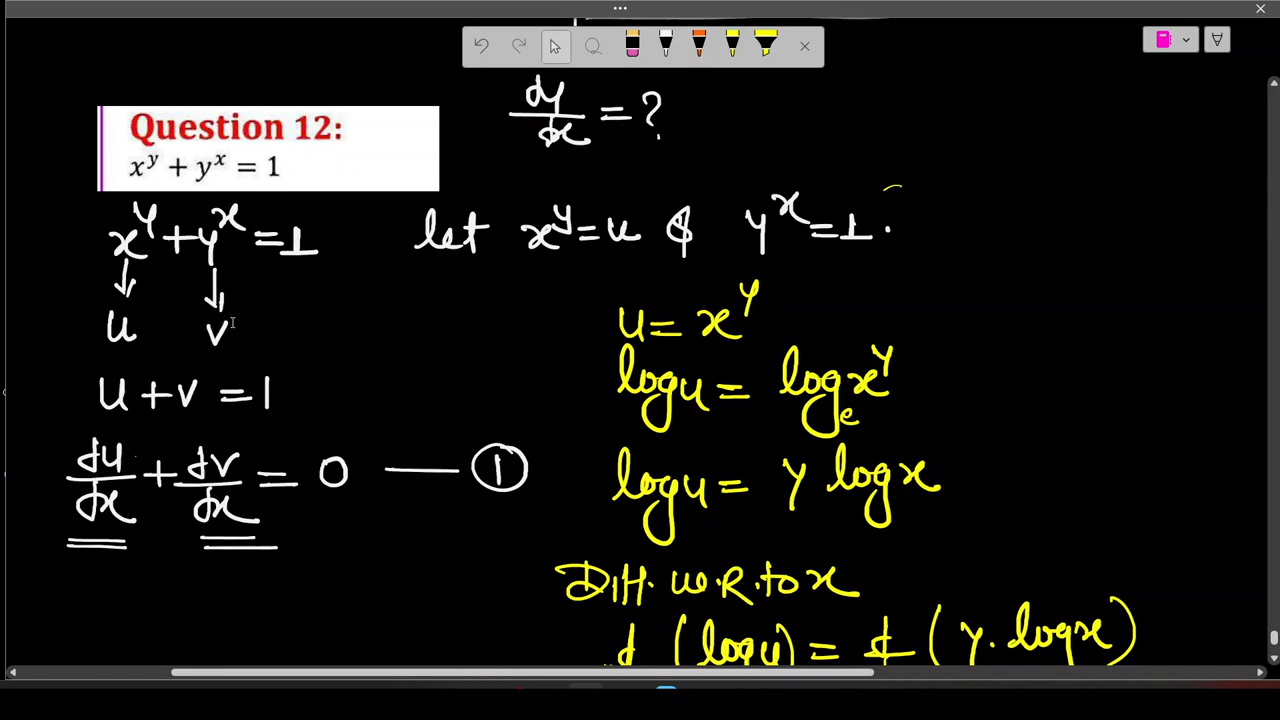 dy/dx = ?
Question 12:
x^y + y^x = 1
x^y + y^x = 1
let x^y = u & y^x = 1.
↓ ↓
u v
u + v = 1
du/dx + dv/dx = 0 —— ①
u = x^y
log u = log_e x^y
log u = y log x
Diff. w.R.to x
d (log u) = d (y. log x)